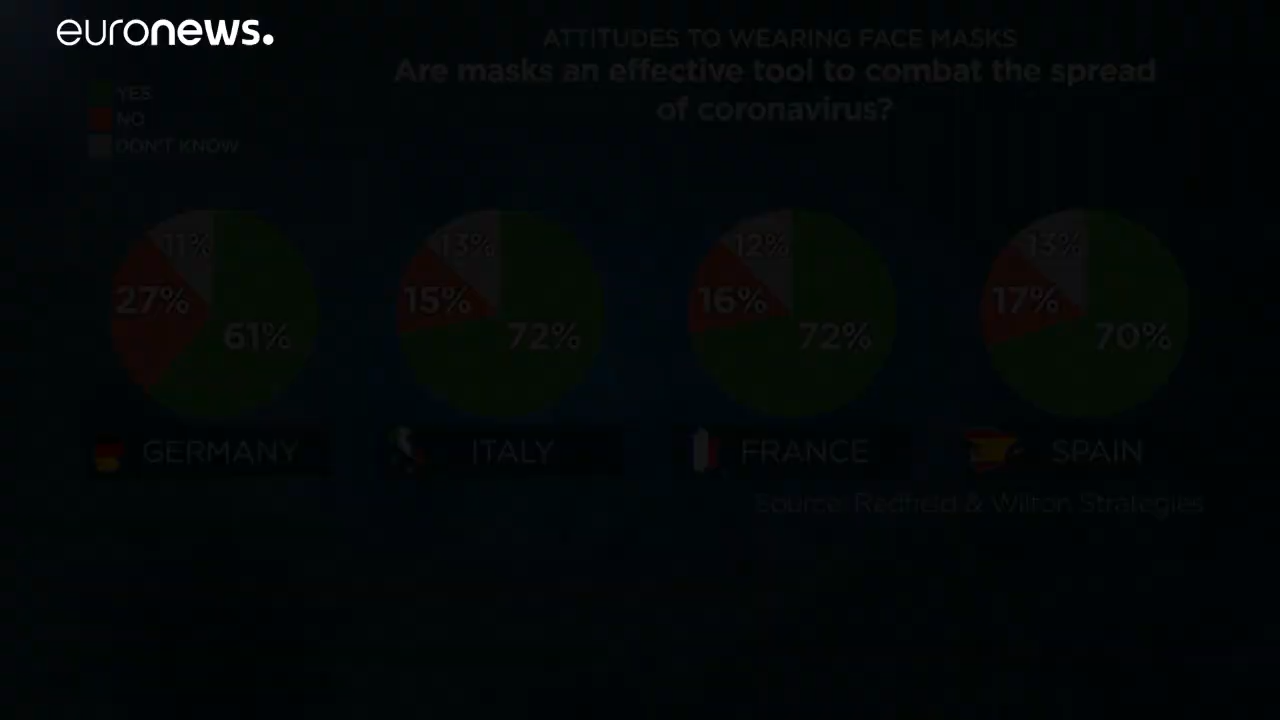 euronews.
ATTITUDES TO WEARING FACE MASKS
Are masks an effective tool to combat the spread
of coronavirus?
YES
NO
DON'T KNOW
11%
27%
61%
13%
15%
72%
12%
16%
72%
13%
17%
70%
GERMANY
ITALY
FRANCE
SPAIN
Source: Redfield & Wilton Strategies